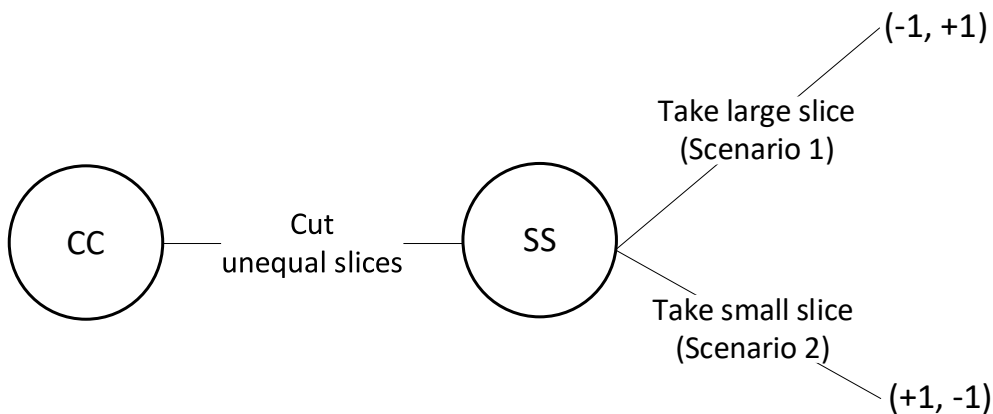 (-1, +1)
Take large slice
(Scenario 1)
CC
Cut
unequal slices
SS
Take small slice
(Scenario 2)
(+1, -1)